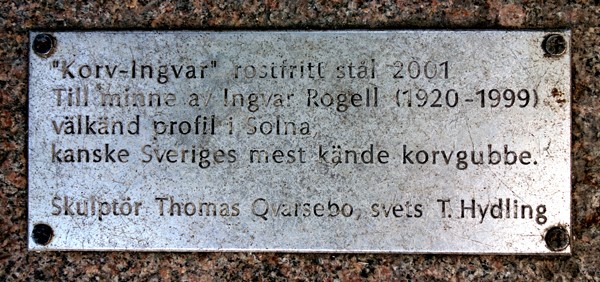 "Korv-Ingvar" rostfritt stål 2001
Till minne av Ingvar Rogell (1920-1999)
välkänd profil i Solna,
kanske Sveriges mest kände korvgubbe.
Skulptör Thomas Qvarsebo, svets T. Hydling